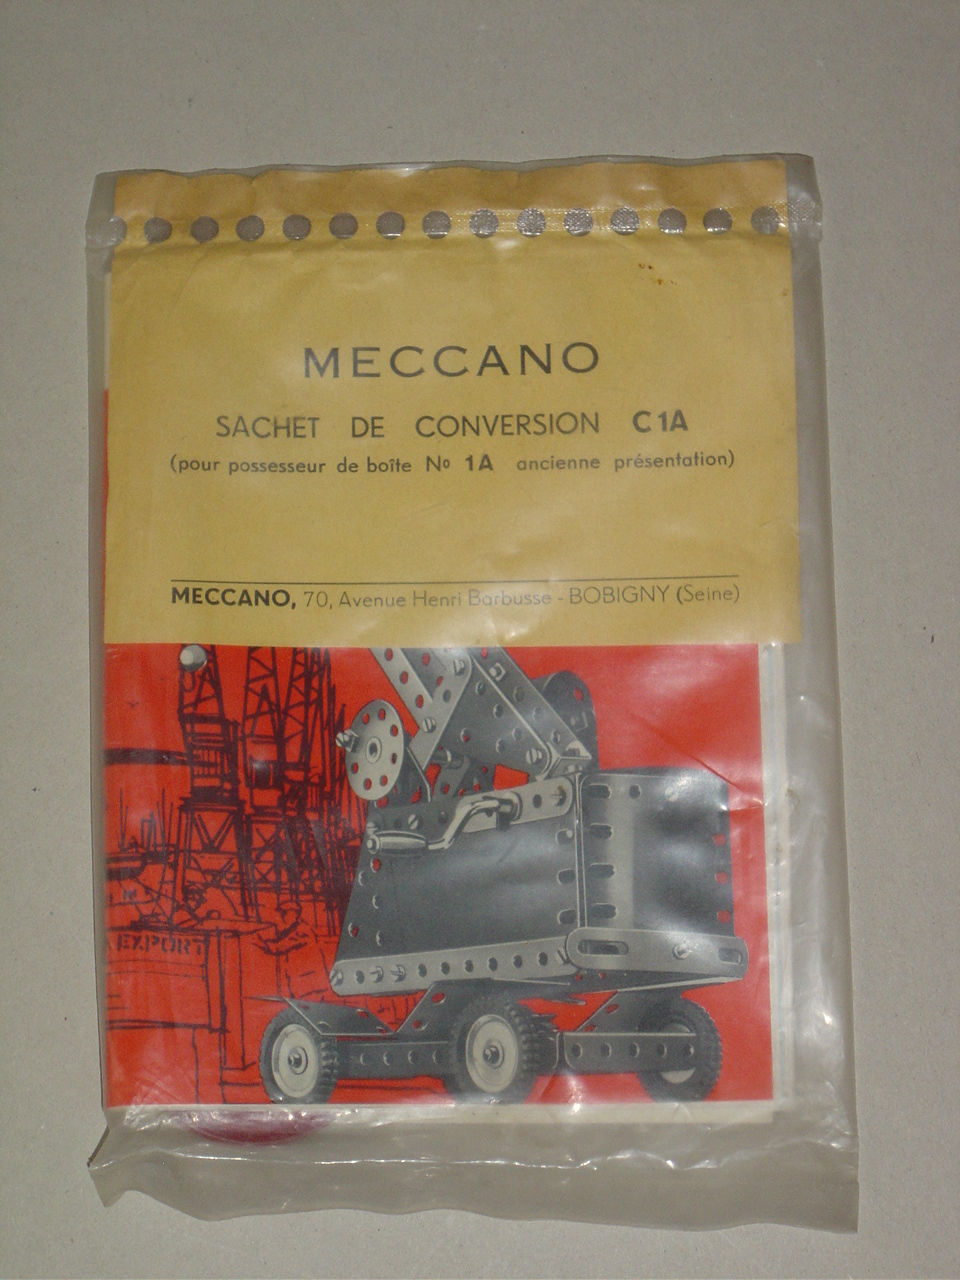 MECCANO
SACHET DE CONVERSION C1A
(pour possesseur de boîte No 1A ancienne présentation)
MECCANO, 70, Avenue Henri Barbusse - BOBIGNY (Seine)
EXPORT